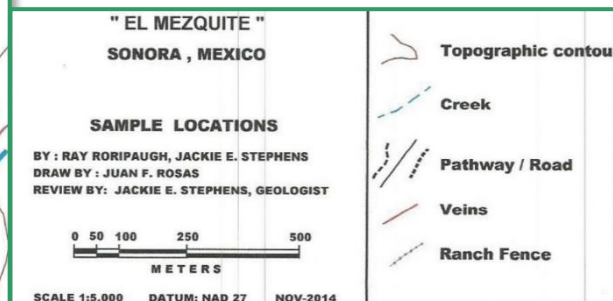 " EL MEZQUITE "
SONORA , MEXICO
SAMPLE LOCATIONS
BY : RAY RORIPAUGH, JACKIE E. STEPHENS
DRAW BY : JUAN F. ROSAS
REVIEW BY: JACKIE E. STEPHENS, GEOLOGIST
0 50 100 250 500
METERS
SCALE 1:5,000 DATUM: NAD 27 NOV-2014
Topographic contou
Creek
Pathway / Road
Veins
Ranch Fence